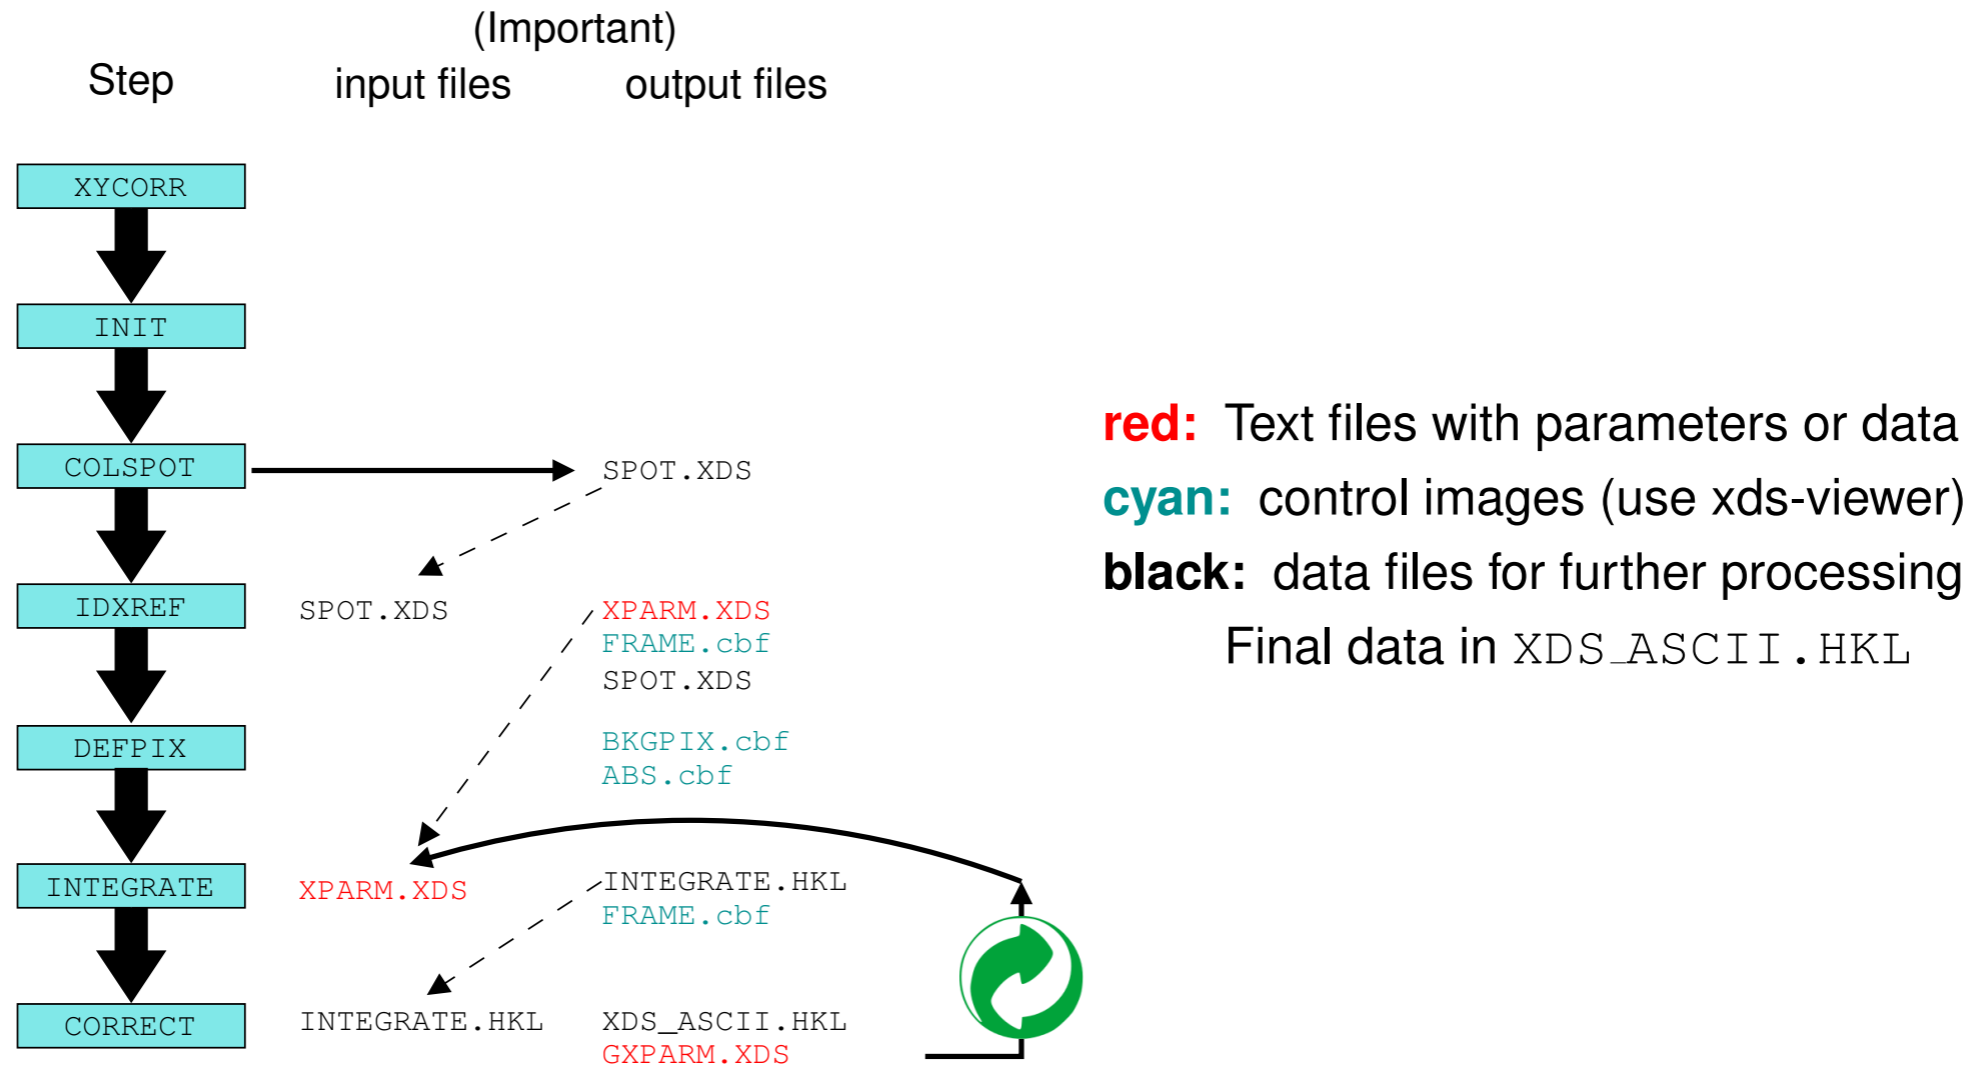 (Important)
Step input files output files
XYCORR
INIT
COLSPOT SPOT.XDS
IDXREF SPOT.XDS XPARM.XDS
FRAME.cbf
SPOT.XDS
DEFPIX BKGPIX.cbf
ABS.cbf
INTEGRATE XPARM.XDS INTEGRATE.HKL
FRAME.cbf
CORRECT INTEGRATE.HKL XDS_ASCII.HKL
GXPARM.XDS
red: Text files with parameters or data
cyan: control images (use xds-viewer)
black: data files for further processing
Final data in XDS_ASCII.HKL